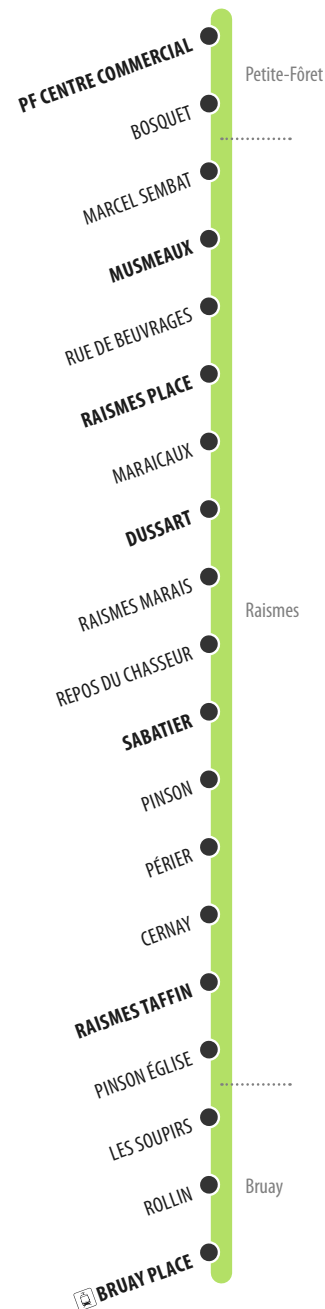 PF CENTRE COMMERCIAL
Petite-Fôret
BOSQUET
MARCEL SEMBAT
MUSMEAUX
RUE DE BEUVRAGES
RAISMES PLACE
MARAICAUX
DUSSART
RAISMES MARAIS
Raismes
REPOS DU CHASSEUR
SABATIER
PINSON
PÉRIER
CERNAY
RAISMES TAFFIN
PINSON ÉGLISE
LES SOUPIRS
ROLLIN
Bruay
BRUAY PLACE